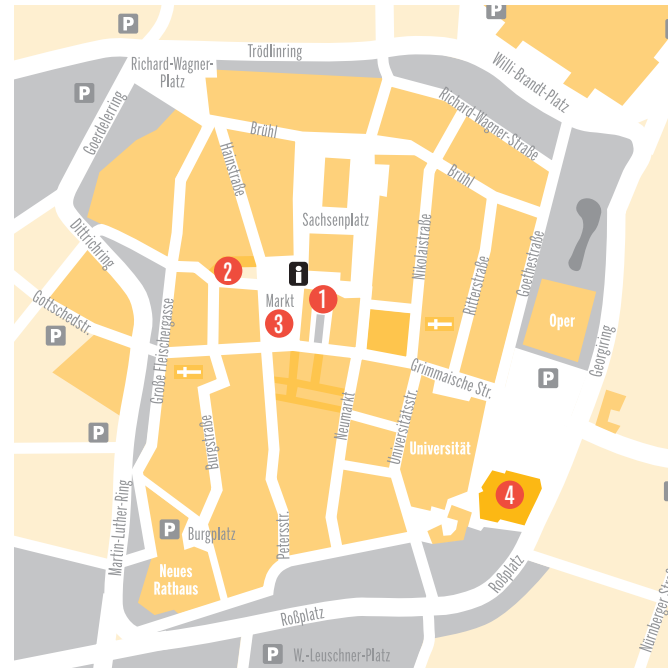 P
P
Trödlinring
Richard-Wagner-
Platz
Willi-Brandt-Platz
P
Goerdelerring
Richard-Wagner-Straße
Brühl
Hainstraße
Brühl
Sachsenplatz
Nikolaistraße
Ritterstraße
Goethestraße
Dittrichring
2
i
1
Gottschedstr.
Markt
3
Oper
Große Fleischergasse
P
Georgiring
Grimmaische Str.
P
Neumarkt
Universitätsstr.
P
Burgstraße
Universität
4
Martin-Luther-Ring
P
Burgplatz
Petersstr.
Neues
Rathaus
Roßplatz
Roßplatz
Nürnberger Straße
P
W.-Leuschner-Platz